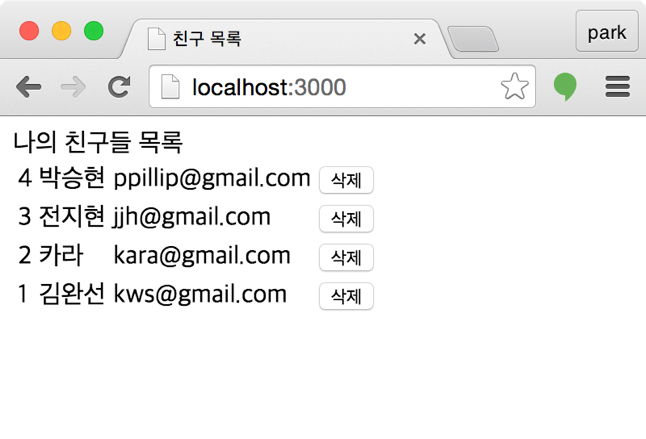 친구 목록
park
localhost:3000
나의 친구들 목록
4 박승현 ppillip@gmail.com 삭제
3 전지현 jjh@gmail.com 삭제
2 카라 kara@gmail.com 삭제
1 김완선 kws@gmail.com 삭제